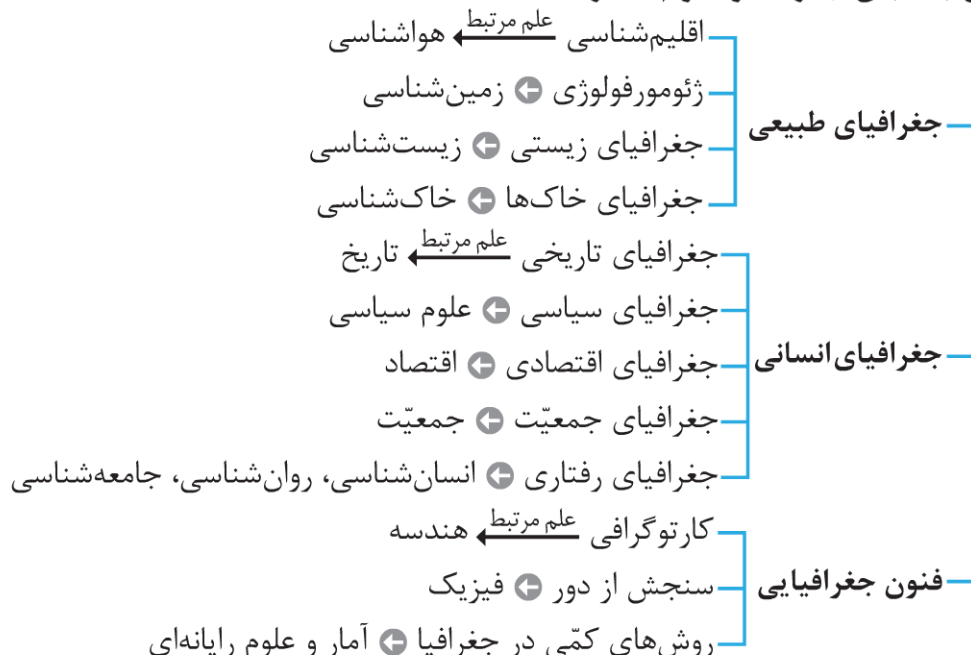 اقلیم‌شناسی علم مرتبط هواشناسی
ژئومورفولوژی زمین‌شناسی
جغرافیای طبیعی
جغرافیای زیستی زیست‌شناسی
جغرافیای خاک‌ها خاک‌شناسی
جغرافیای تاریخی علم مرتبط تاریخ
جغرافیای سیاسی علوم سیاسی
جغرافیای انسانی
جغرافیای اقتصادی اقتصاد
جغرافیای جمعیّت جمعیّت
جغرافیای رفتاری انسان‌شناسی، روان‌شناسی، جامعه‌شناسی
کارتوگرافی علم مرتبط هندسه
فنون جغرافیایی
سنجش از دور فیزیک
روش‌های کمّی در جغرافیا آمار و علوم رایانه‌ای